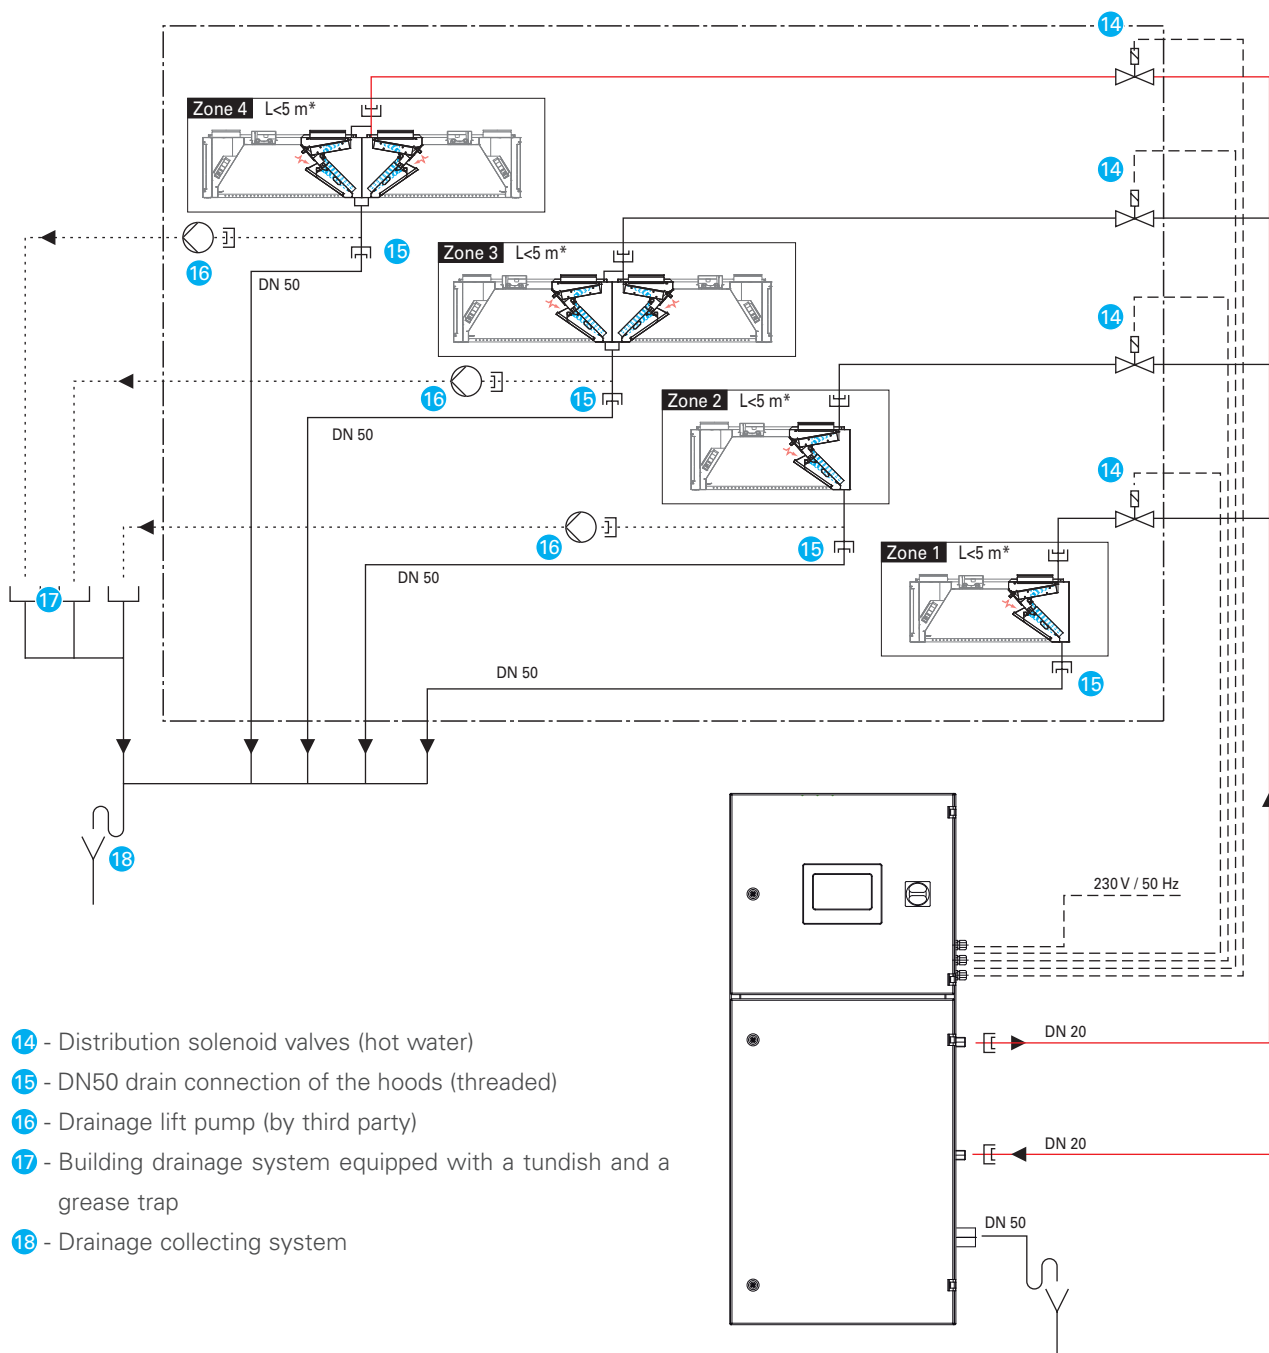 14
Zone 4 L<5 m*
14
15
16
Zone 3 L<5 m*
DN 50
14
16
15
Zone 2 L<5 m*
DN 50
14
16
15
Zone 1 L<5 m*
DN 50
17
DN 50
15
18
230 V / 50 Hz
DN 20
DN 20
DN 50
14 - Distribution solenoid valves (hot water)
15 - DN50 drain connection of the hoods (threaded)
16 - Drainage lift pump (by third party)
17 - Building drainage system equipped with a tundish and a
grease trap
18 - Drainage collecting system